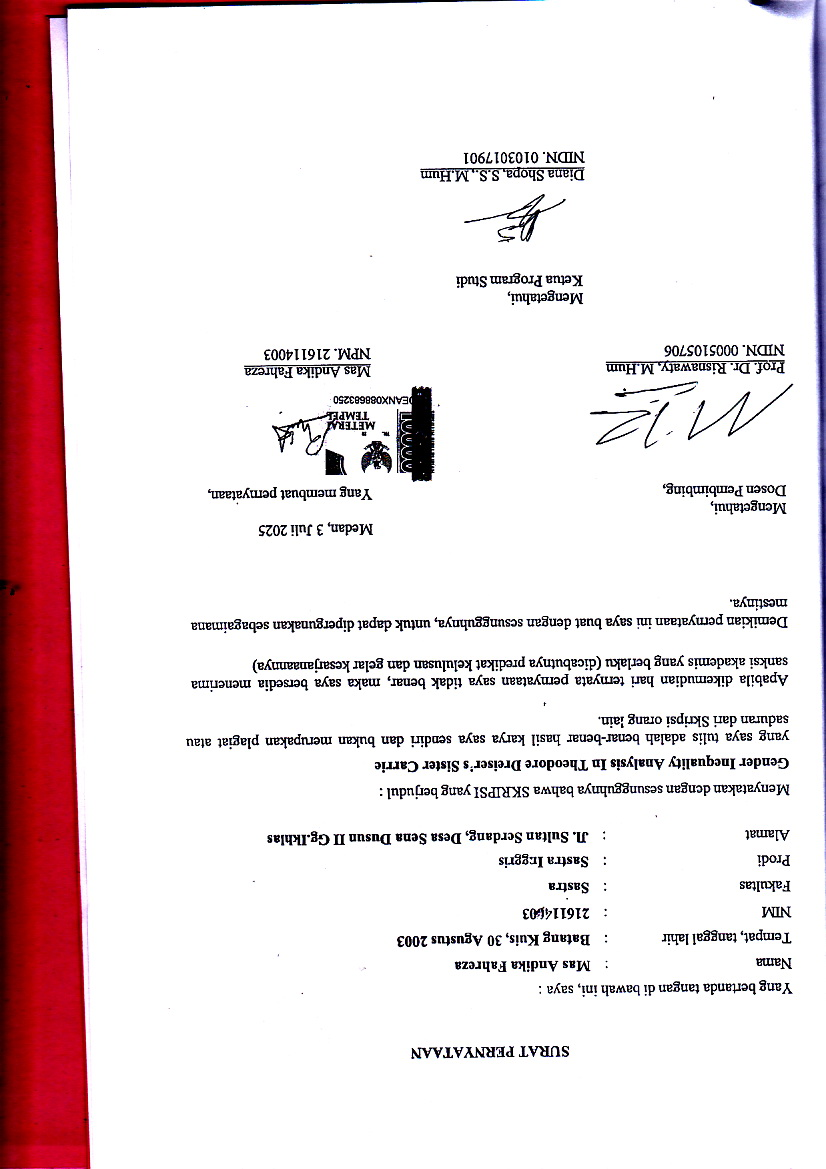 SURAT PERNYATAAN
Yang bertanda tangan di bawah ini, saya :
Nama : Mas Andika Fahreza
Tempat, tanggal lahir : Batang Kuis, 30 Agustus 2003
NIM : 216114003
Fakultas : Sastra
Prodi : Sastra Inggris
Alamat : Jl. Sultan Serdang, Desa Sena Dusun II Gg.Ikhlas
Menyatakan dengan sesungguhnya bahwa SKRIPSI yang berjudul :
Gender Inequality Analysis In Theodore Dreiser's Sister Carrie
yang saya tulis adalah benar-benar hasil karya saya sendiri dan bukan merupakan plagiat atau
saduran dari Skripsi orang lain.
Apabila dikemudian hari ternyata pernyataan saya tidak benar, maka saya bersedia menerima
sanksi akademis yang berlaku (dicabutnya predikat kelulusan dan gelar kesarjanaannya)
Demikian pernyataan ini saya buat dengan sesungguhnya, untuk dapat dipergunakan sebagaimana
mestinya.
Medan, 3 Juli 2025
Mengetahui,
Dosen Pembimbing,
Yang membuat pernyataan,
METERAI
TEMPEL
DEANX088663250
Prof. Dr. Risnawaty, M.Hum
NIDN. 0005105706
Mas Andika Fahreza
NPM. 216114003
Mengetahui,
Ketua Program Studi
Diana Shopa, S.S., M.Hum
NIDN. 0103017901